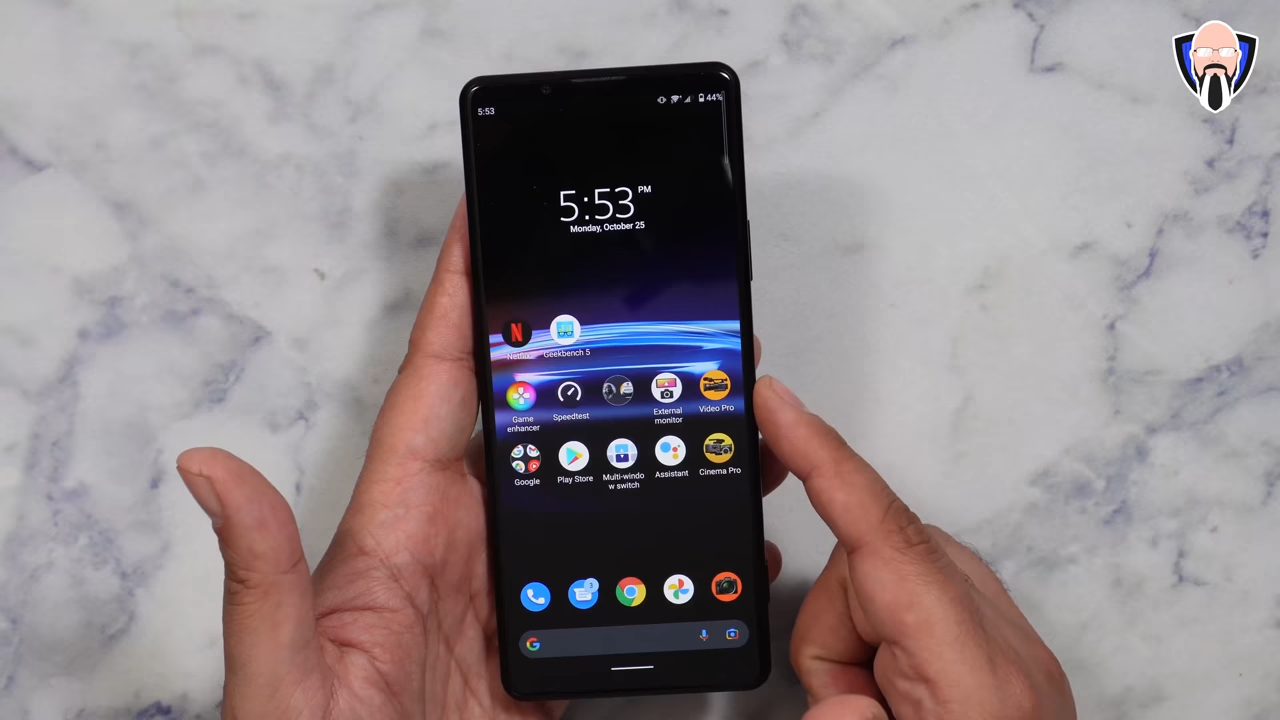 5:53
44%
5:53 PM
Monday, October 25
Netflix
Geekbench 5
Game
enhancer
Speedtest
External
monitor
Video Pro
Google
Play Store
Multi-windo
w switch
Assistant
Cinema Pro
3